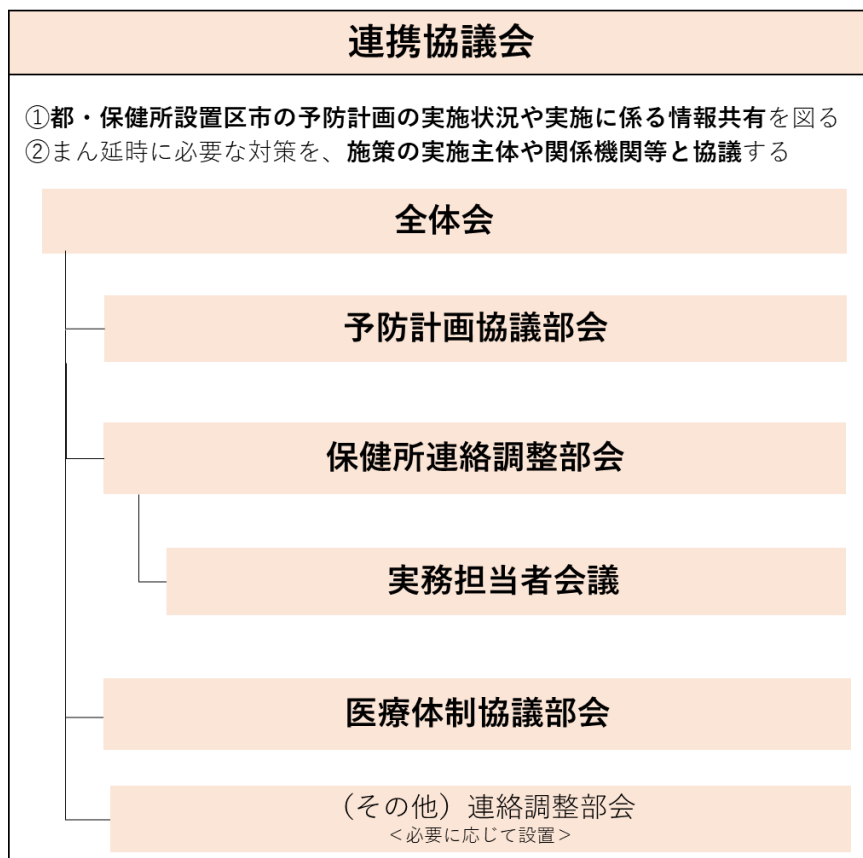 連携協議会
①都・保健所設置区市の予防計画の実施状況や実施に係る情報共有を図る
②まん延時に必要な対策を、施策の実施主体や関係機関等と協議する
全体会
予防計画協議部会
保健所連絡調整部会
実務担当者会議
医療体制協議部会
（その他）連絡調整部会
＜必要に応じて設置＞